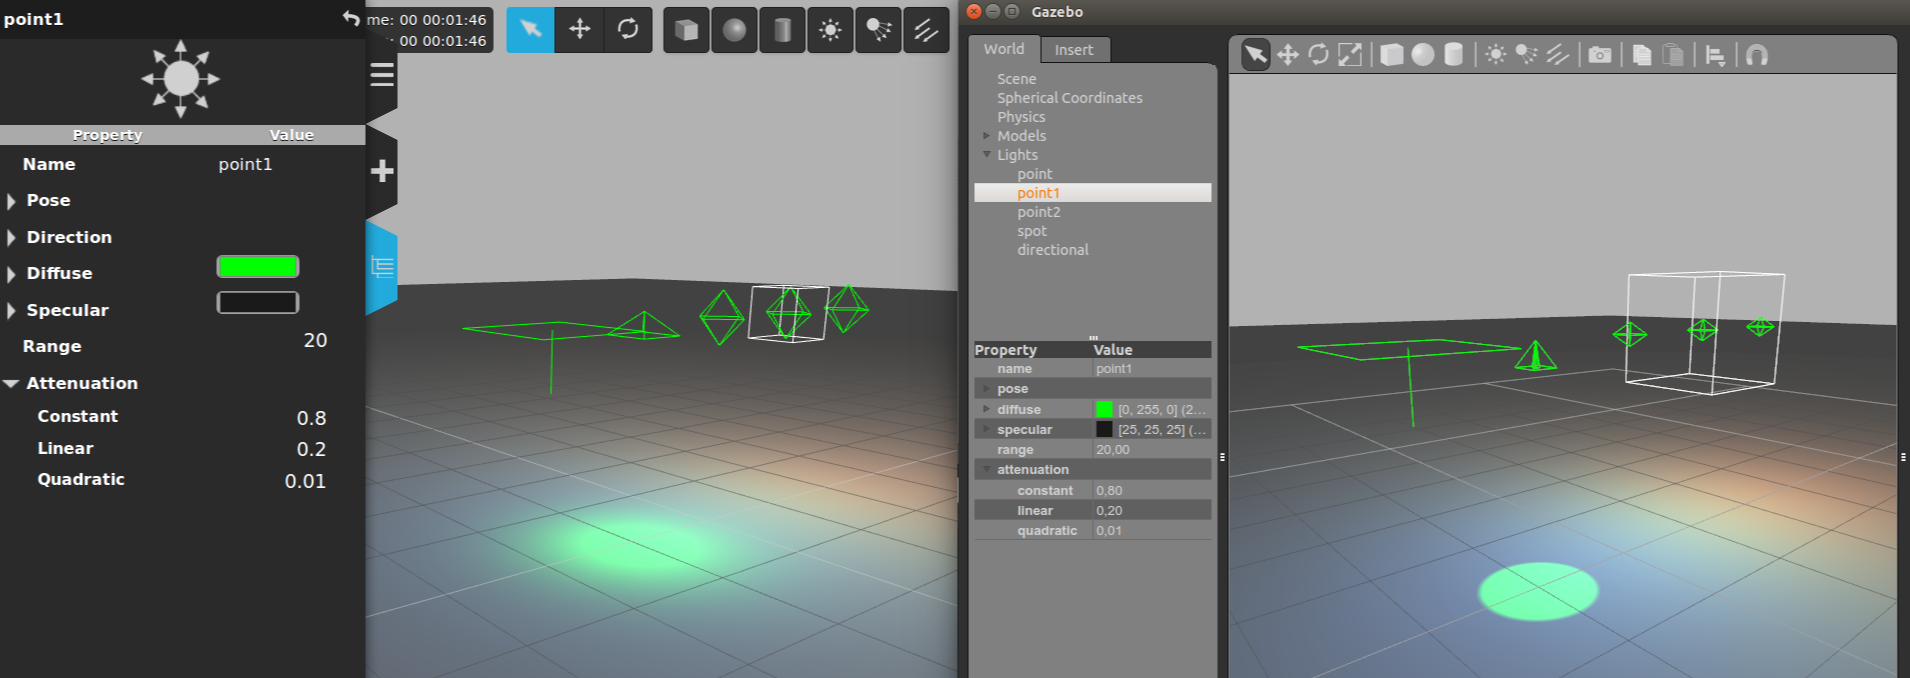 point1
me: 00 00:01:46
: 00 00:01:46
Property Value
Name point1
Pose
Direction
Diffuse
Specular
Range 20
Attenuation
Constant 0.8
Linear 0.2
Quadratic 0.01
Gazebo
World Insert
Scene
Spherical Coordinates
Physics
Models
Lights
point
point1
point2
spot
directional
Property Value
name point1
pose
diffuse [0, 255, 0] (2...
specular [25, 25, 25] (...
range 20,00
attenuation
constant 0,80
linear 0,20
quadratic 0,01